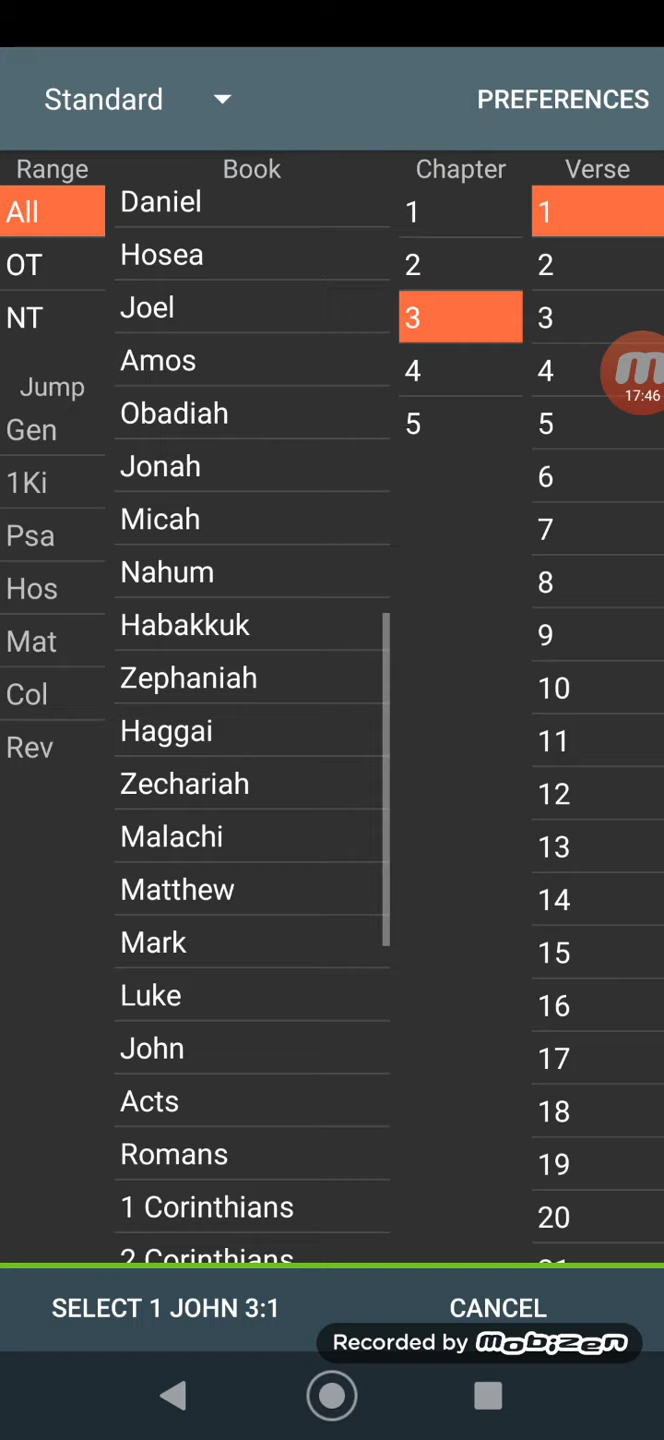 Standard
PREFERENCES
Range
Book
Chapter
Verse
All
OT
NT
Jump
Gen
1Ki
Psa
Hos
Mat
Col
Rev
Daniel
Hosea
Joel
Amos
Obadiah
Jonah
Micah
Nahum
Habakkuk
Zephaniah
Haggai
Zechariah
Malachi
Matthew
Mark
Luke
John
Acts
Romans
1 Corinthians
2 Corinthians
1
2
3
4
5
1
2
3
4
5
6
7
8
9
10
11
12
13
14
15
16
17
18
19
20
m
17:46
SELECT 1 JOHN 3:1
CANCEL
Recorded by mobizen